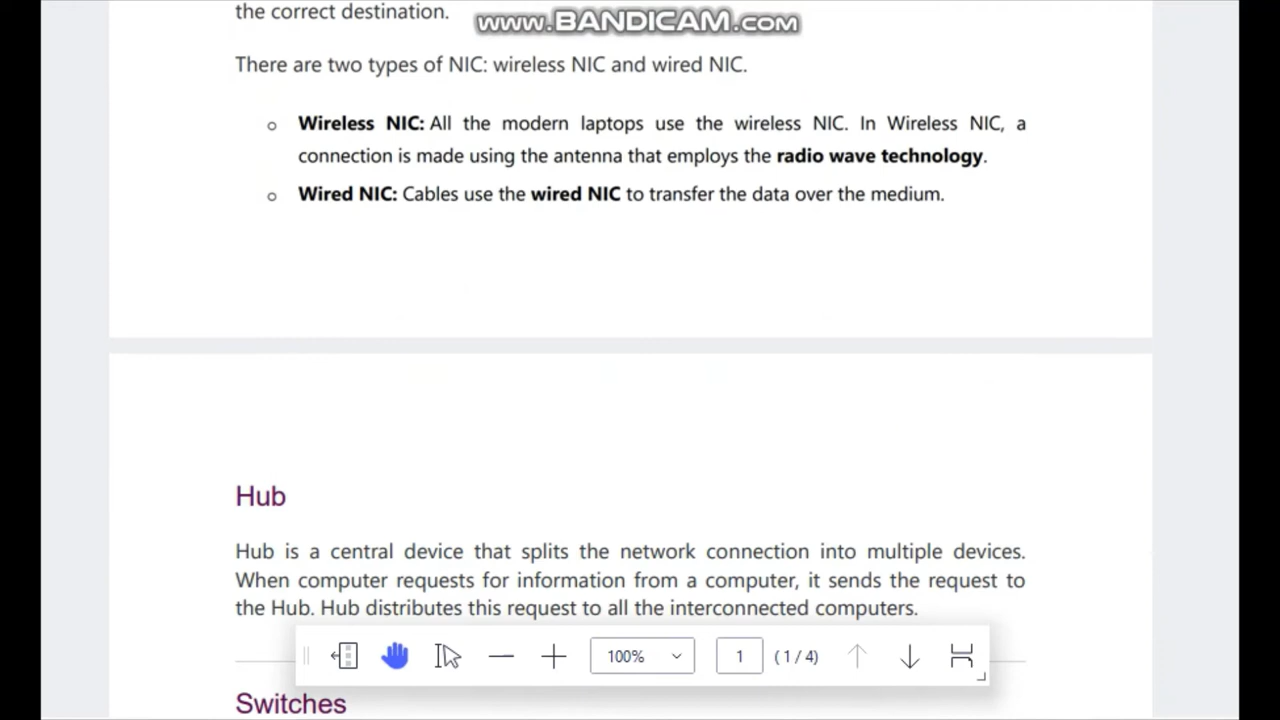 the correct destination.
www.BANDICAM.com
There are two types of NIC: wireless NIC and wired NIC.
o Wireless NIC: All the modern laptops use the wireless NIC. In Wireless NIC, a
connection is made using the antenna that employs the radio wave technology.
o Wired NIC: Cables use the wired NIC to transfer the data over the medium.
Hub
Hub is a central device that splits the network connection into multiple devices.
When computer requests for information from a computer, it sends the request to
the Hub. Hub distributes this request to all the interconnected computers.
100% 1 (1/4)
Switches